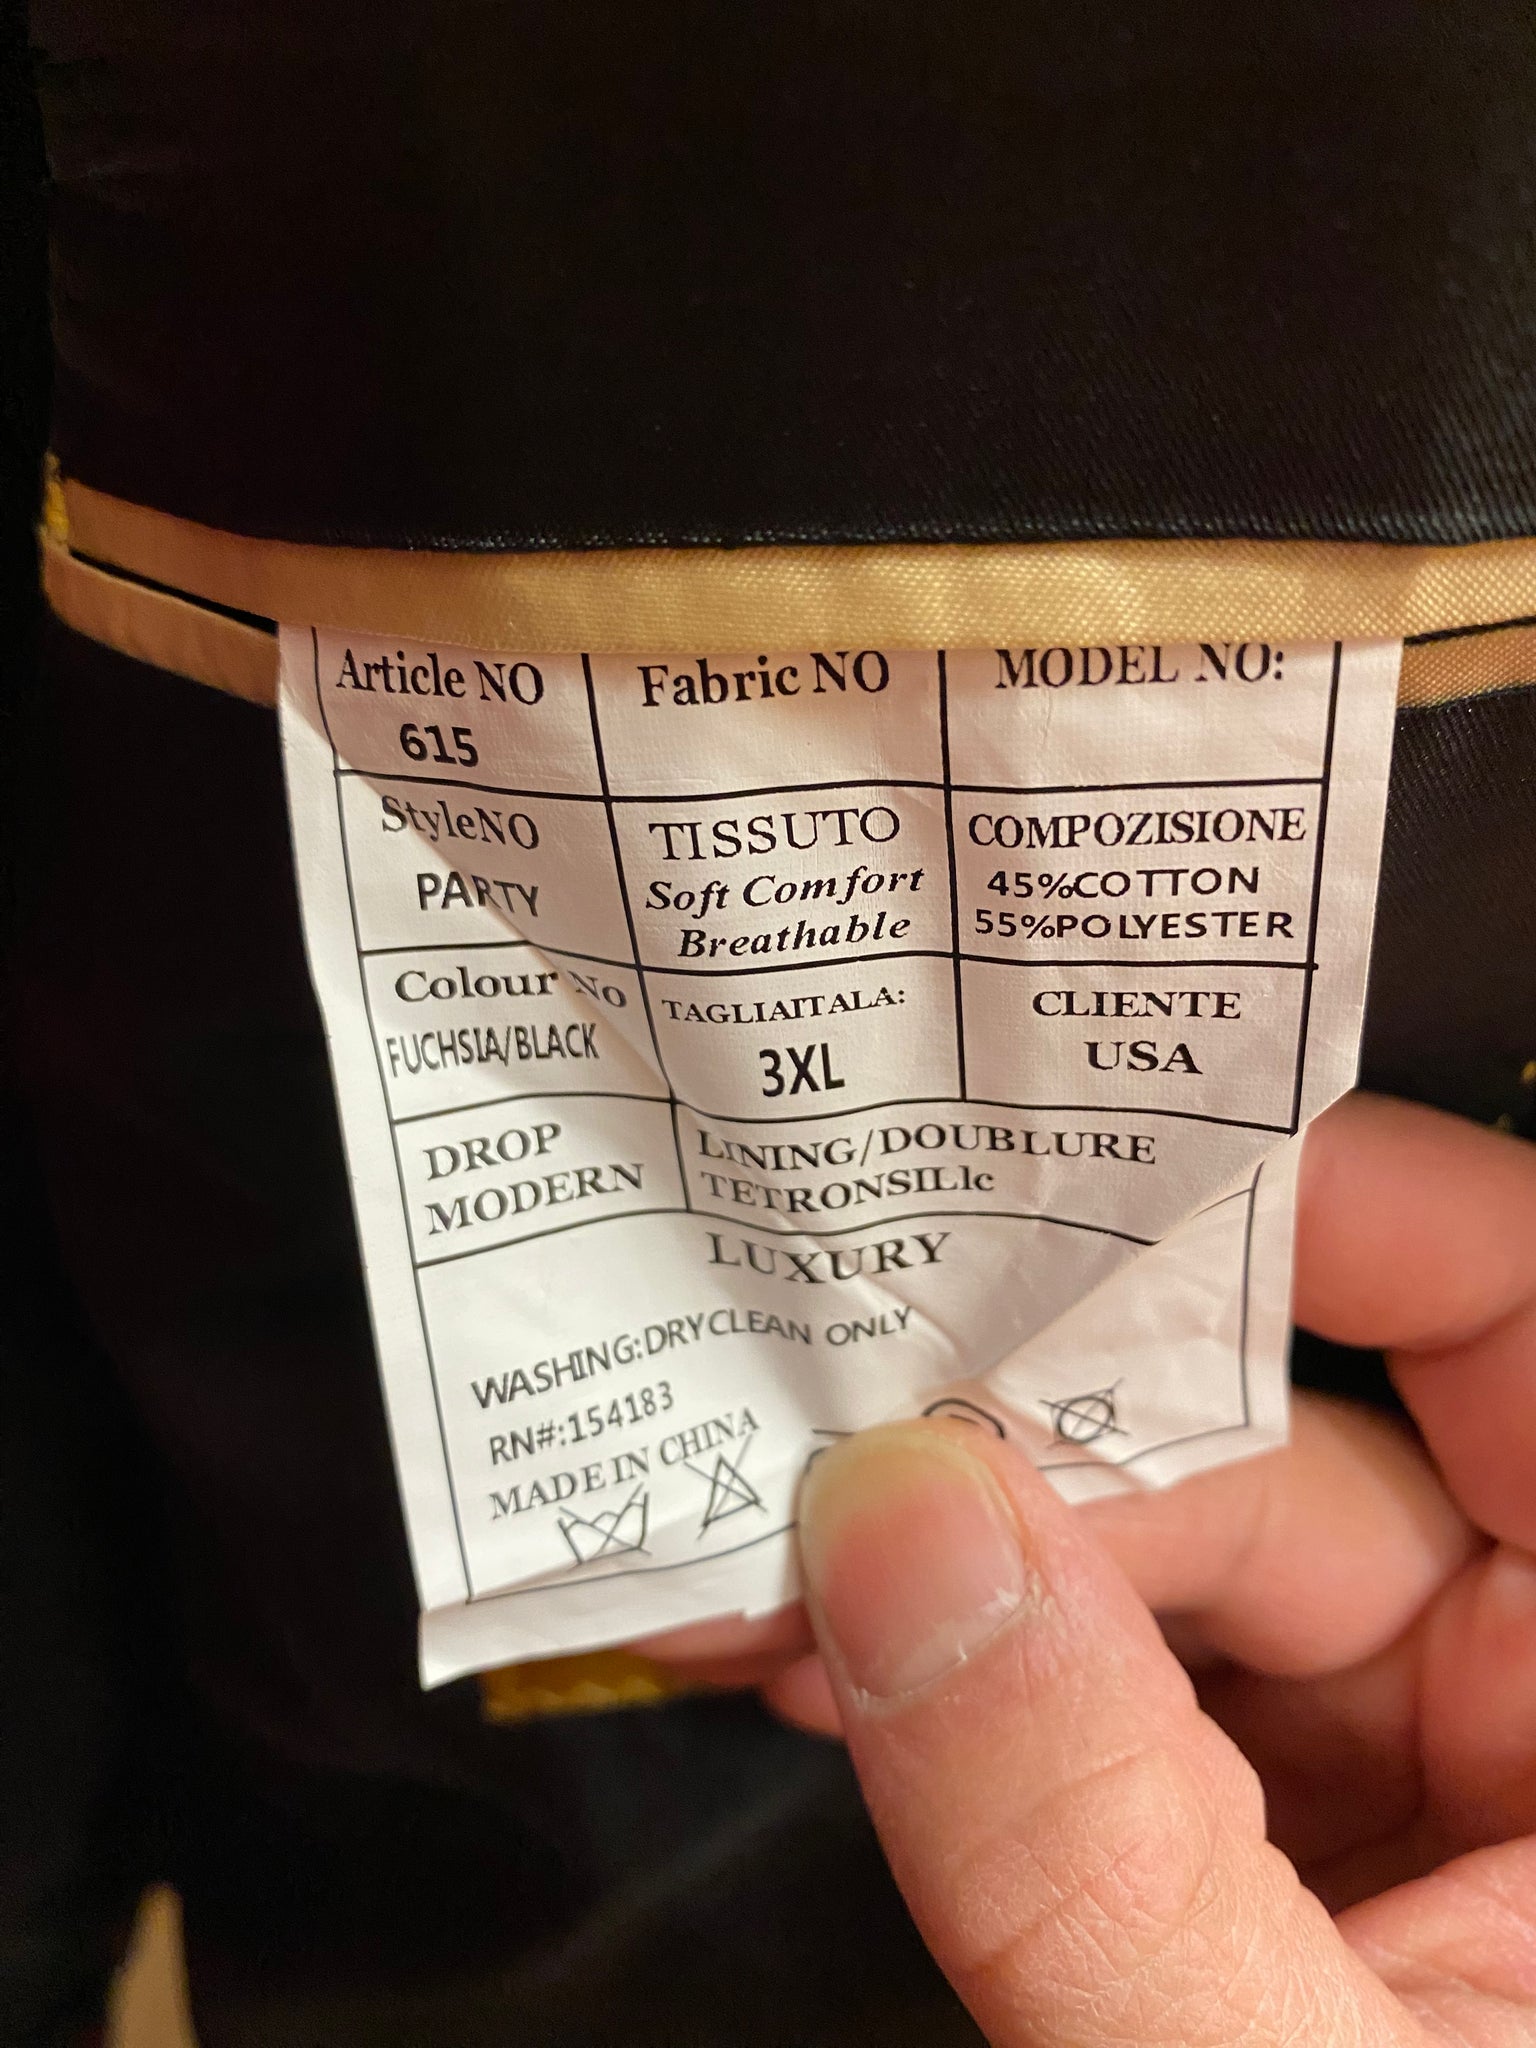 Article NO
615
Fabric NO
MODEL NO:
StyleNO
PARTY
TISSUTO
Soft Comfort
Breathable
COMPOZISIONE
45%COTTON
55%POLYESTER
Colour No
FUCHSIA/BLACK
TAGLIAITALA:
3XL
CLIENTE
USA
DROP
MODERN
LINING/DOUBLURE
TETRONSILlc
LUXURY
WASHING:DRYCLEAN ONLY
RN#:154183
MADE IN CHINA